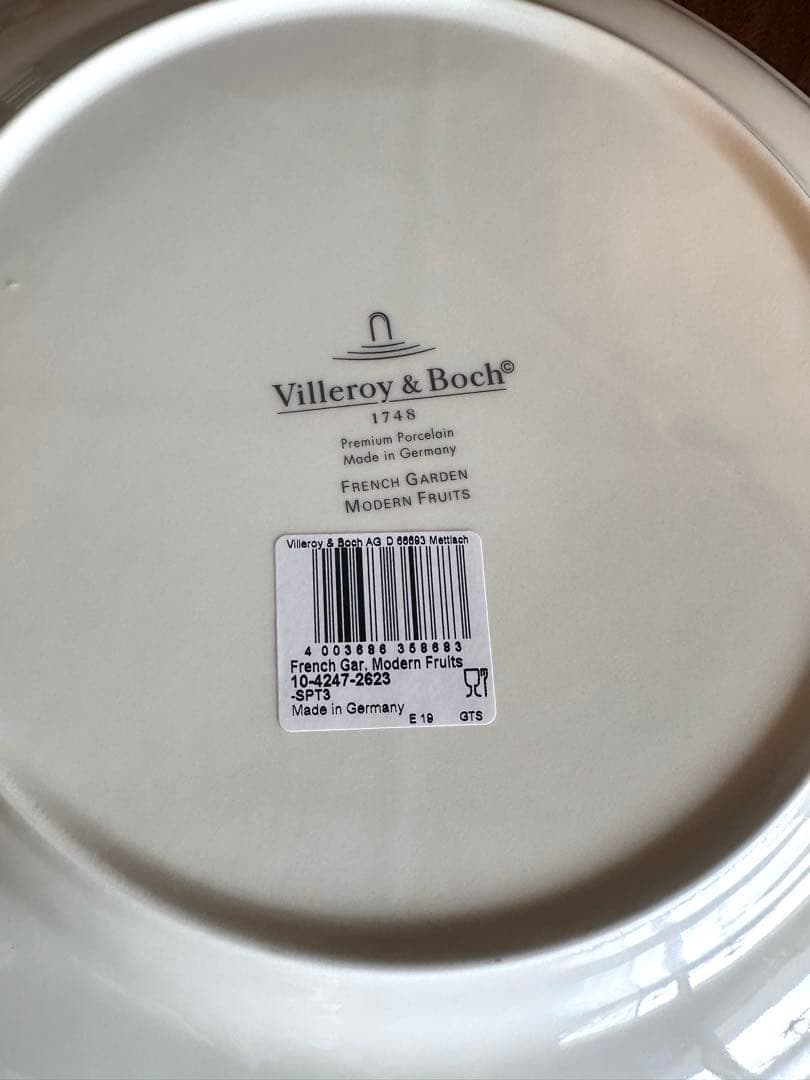 Villeroy & Boch©
1748
Premium Porcelain
Made in Germany
FRENCH GARDEN
MODERN FRUITS
Villeroy & Boch AG D 66693 Mettlach
4 003686 358683
French Gar. Modern Fruits
10-4247-2623
-SPT3
Made in Germany
E 19 GTS